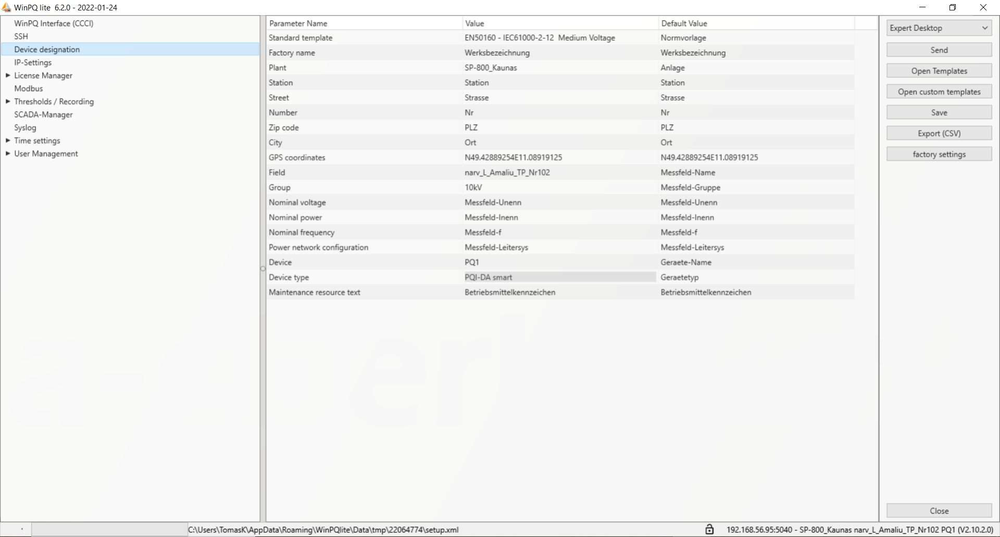 WinPQ lite 6.2.0 - 2022-01-24
WinPQ Interface (CCCI)
SSH
Device designation
IP-Settings
License Manager
Modbus
Thresholds / Recording
SCADA-Manager
Syslog
Time settings
User Management
Parameter Name Value Default Value
Standard template EN50160 - IEC61000-2-12 Medium Voltage Normvorlage
Factory name Werksbezeichnung Werksbezeichnung
Plant SP-800_Kaunas Anlage
Station Station Station
Street Strasse Strasse
Number Nr Nr
Zip code PLZ PLZ
City Ort Ort
GPS coordinates N49.42889254E11.08919125 N49.42889254E11.08919125
Field narv_L_Amaliu_TP_Nr102 Messfeld-Name
Group 10kV Messfeld-Gruppe
Nominal voltage Messfeld-Unenn Messfeld-Unenn
Nominal power Messfeld-Inenn Messfeld-Inenn
Nominal frequency Messfeld-f Messfeld-f
Power network configuration Messfeld-Leitersys Messfeld-Leitersys
Device PQ1 Geraete-Name
Device type PQI-DA smart Geraetetyp
Maintenance resource text Betriebsmittelkennzeichen Betriebsmittelkennzeichen
Expert Desktop
Send
Open Templates
Open custom templates
Save
Export (CSV)
factory settings
Close
C:\Users\TomasK\AppData\Roaming\WinPQlite\Data\tmp\22064774\setup.xml
192.168.56.95:5040 - SP-800_Kaunas narv_L_Amaliu_TP_Nr102 PQ1 (V2.10.2.0)